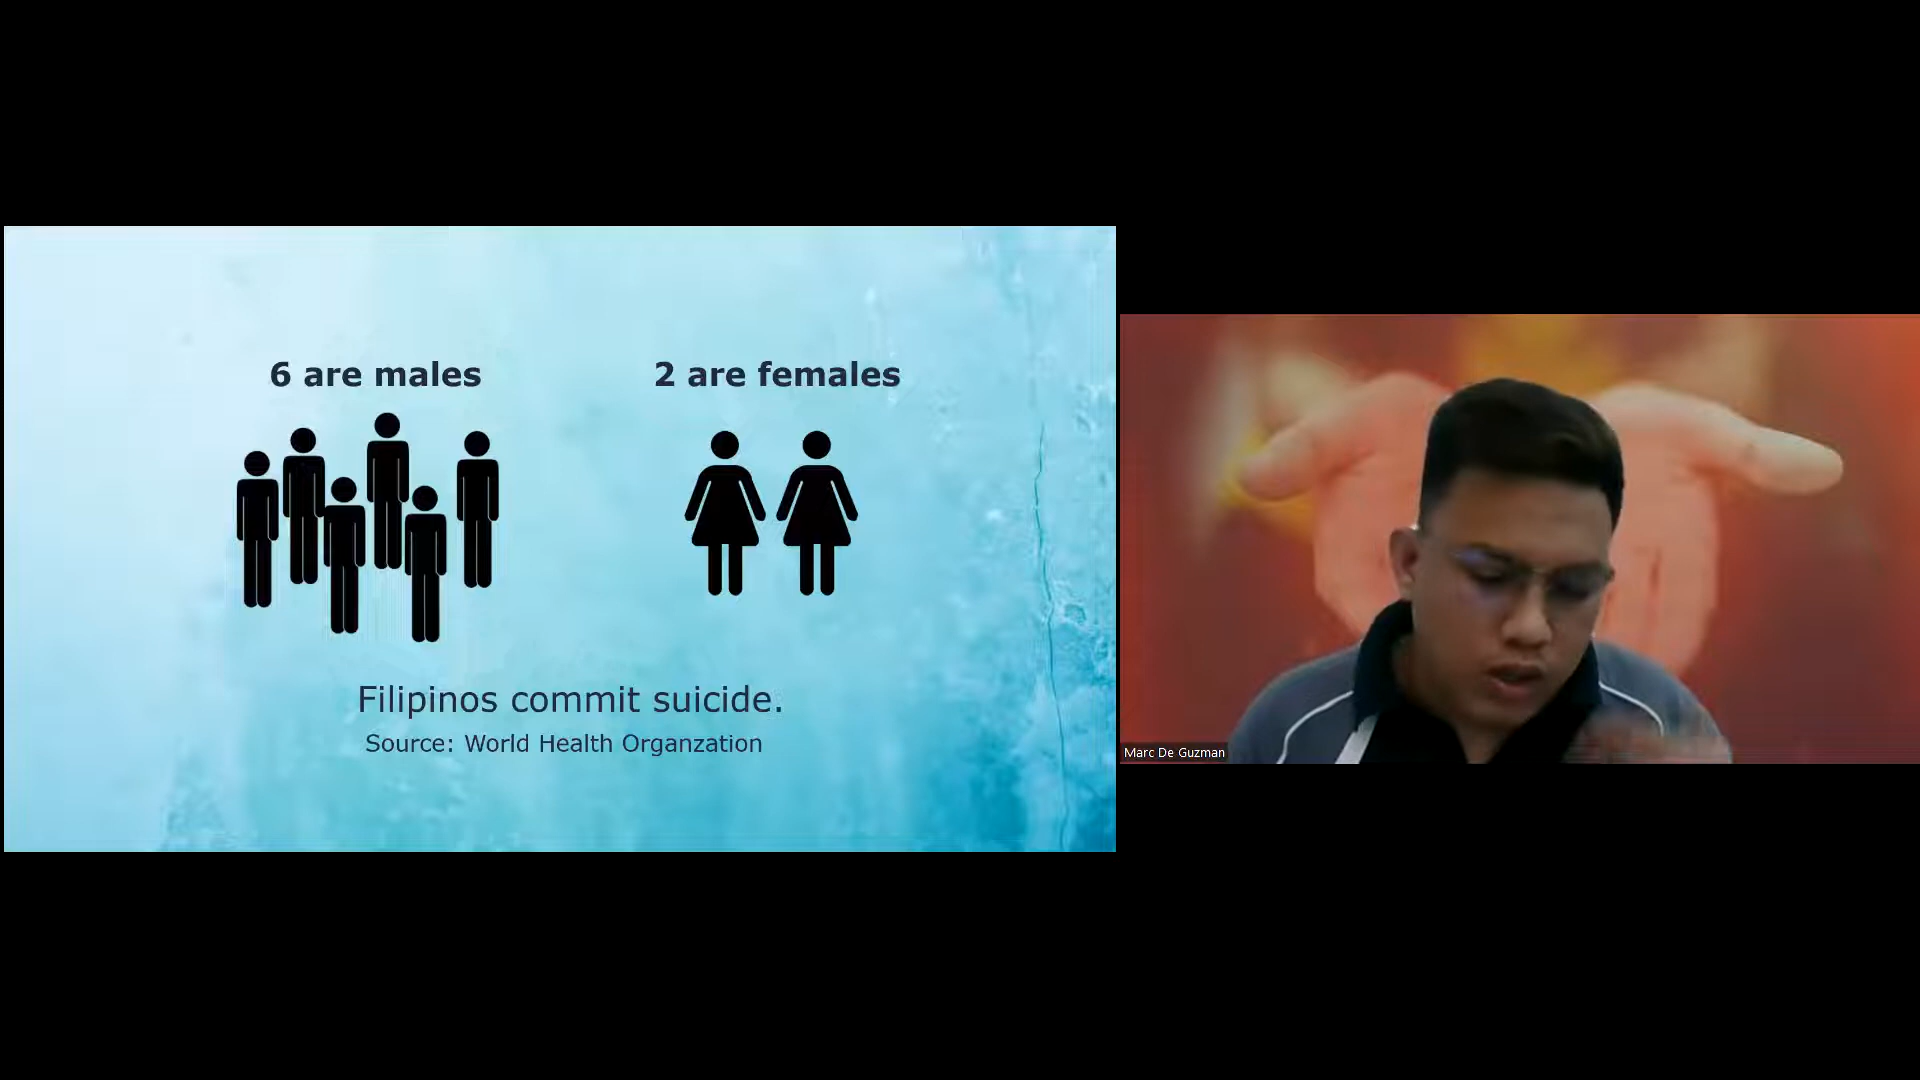 6 are males
2 are females
Filipinos commit suicide.
Source: World Health Organzation
Marc De Guzman